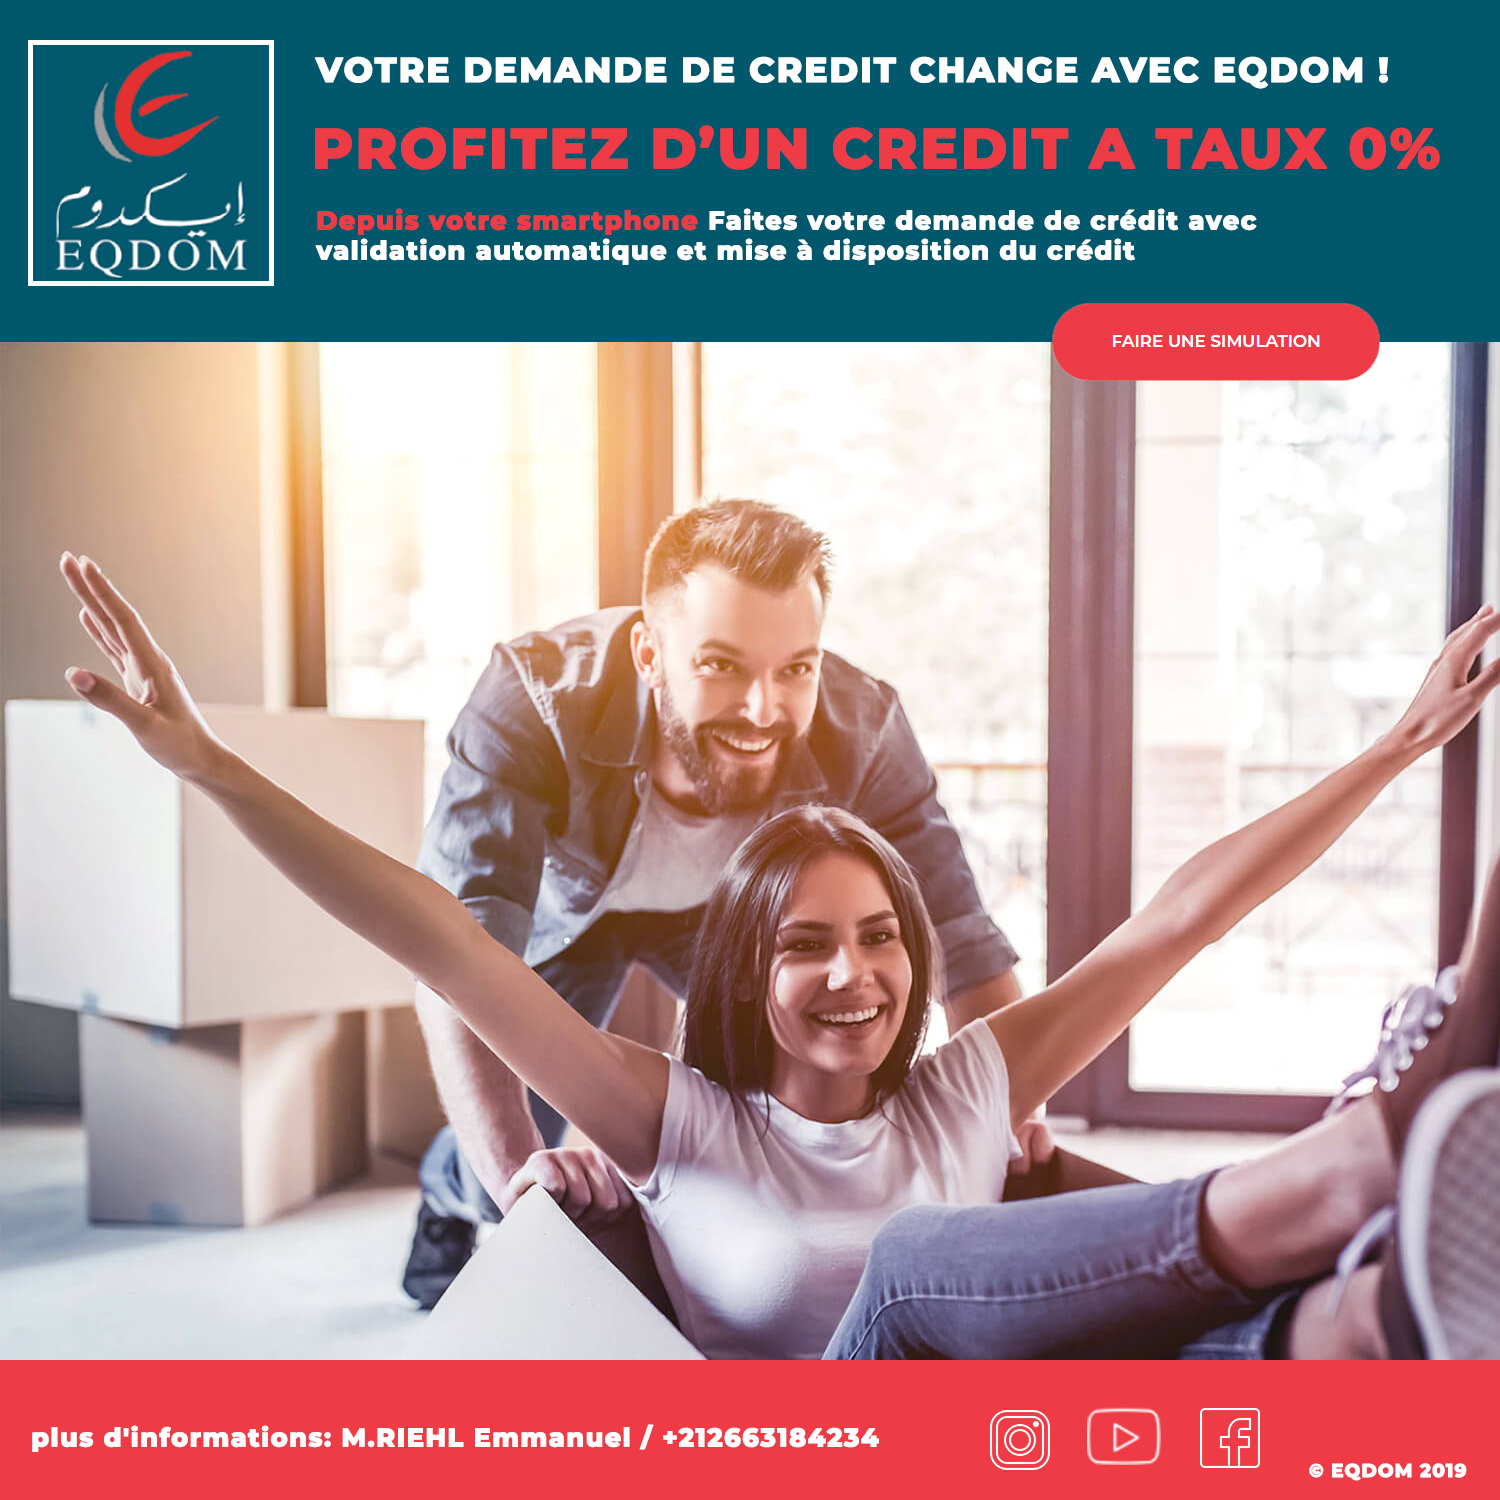 إيكدوم
EQDOM
VOTRE DEMANDE DE CREDIT CHANGE AVEC EQDOM !
PROFITEZ D’UN CREDIT A TAUX 0%
Depuis votre smartphone Faites votre demande de crédit avec
validation automatique et mise à disposition du crédit
FAIRE UNE SIMULATION
plus d'informations: M.RIEHL Emmanuel / +212663184234
© EQDOM 2019